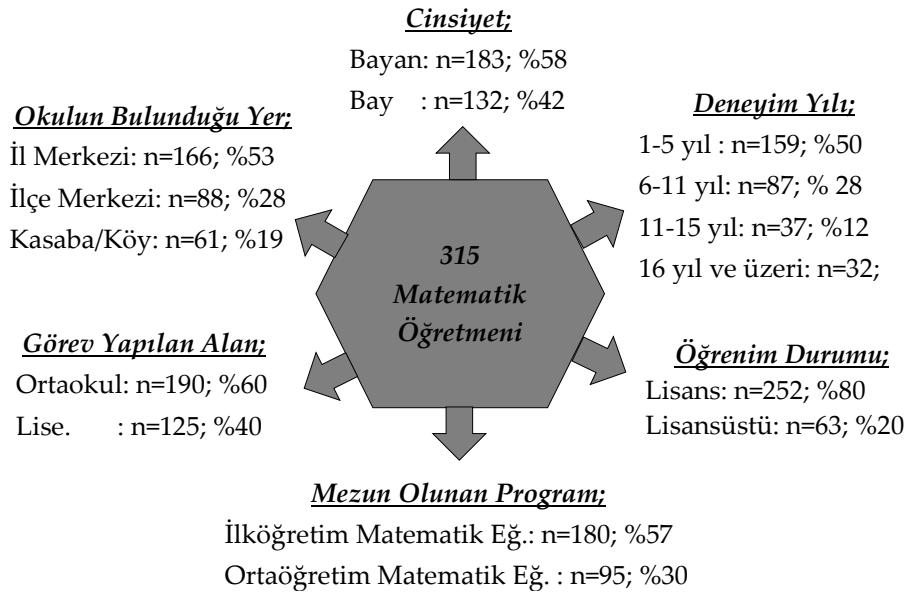 Cinsiyet;
Bayan: n=183; %58
Bay : n=132; %42
Okulun Bulunduğu Yer;
İl Merkezi: n=166; %53
İlçe Merkezi: n=88; %28
Kasaba/Köy: n=61; %19
Deneyim Yılı;
1-5 yıl : n=159; %50
6-11 yıl: n=87; % 28
11-15 yıl: n=37; %12
16 yıl ve üzeri: n=32;
315
Matematik
Öğretmeni
Görev Yapılan Alan;
Ortaokul: n=190; %60
Lise. : n=125; %40
Öğrenim Durumu;
Lisans: n=252; %80
Lisansüstü: n=63; %20
Mezun Olunan Program;
İlköğretim Matematik Eğ.: n=180; %57
Ortaöğretim Matematik Eğ. : n=95; %30